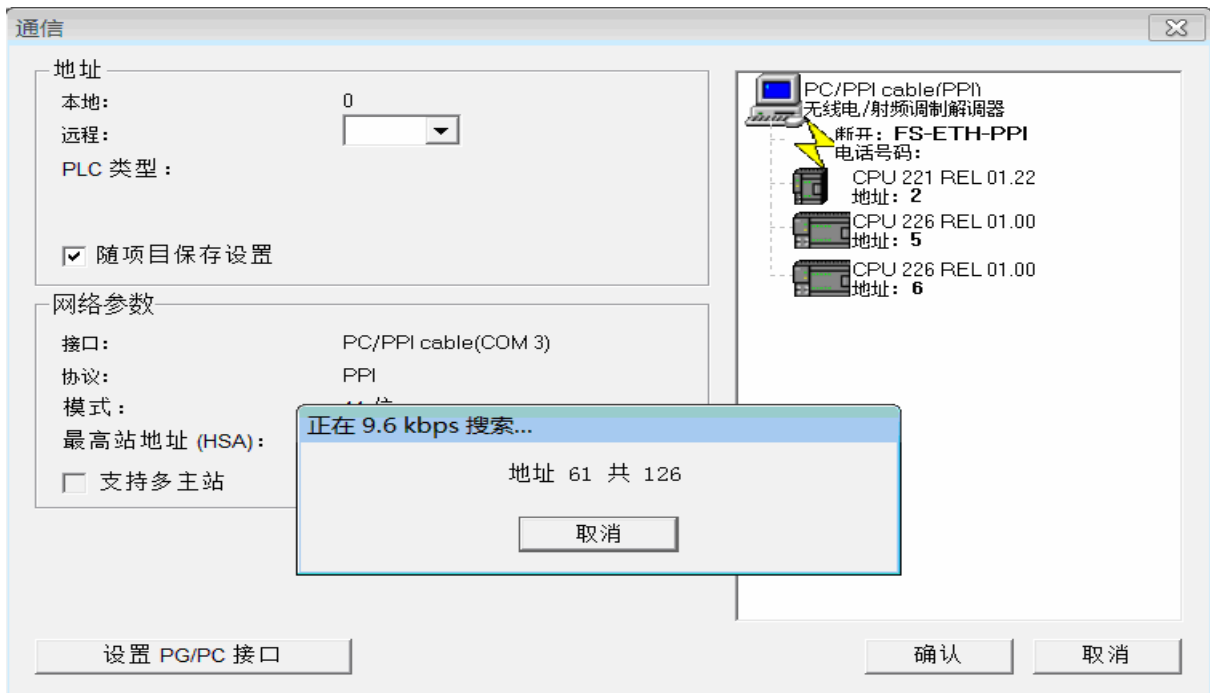 通信
地址
本地: 0
远程:
PLC 类型:
随项目保存设置
网络参数
接口: PC/PPI cable(COM 3)
协议: PPI
模式:
最高站地址 (HSA):
支持多主站
设置 PG/PC 接口
PC/PPI cable(PPI)
无线电/射频调制解调器
断开: FS-ETH-PPI
电话号码:
CPU 221 REL 01.22
地址: 2
CPU 226 REL 01.00
地址: 5
CPU 226 REL 01.00
地址: 6
正在 9.6 kbps 搜索...
地址 61 共 126
取消
确认
取消